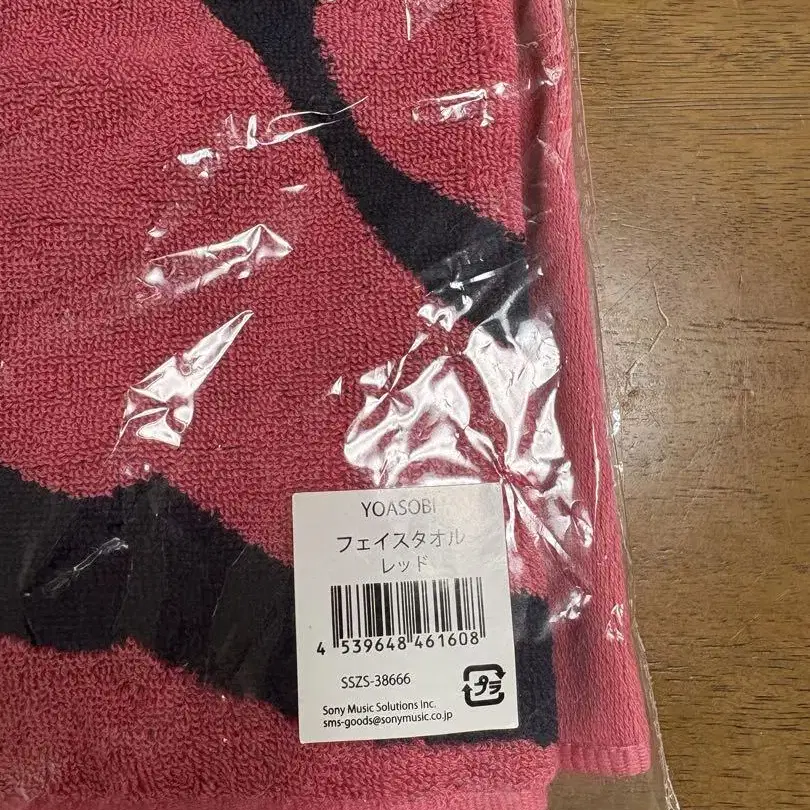 YOASOBI
フェイスタオル
レッド
4 539648 461608
SSZS-38666
プラ
Sony Music Solutions Inc.
sms-goods@sonymusic.co.jp